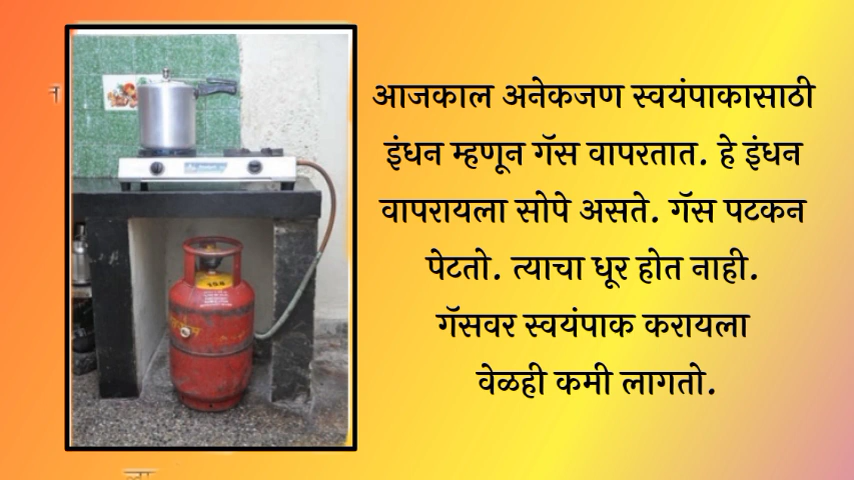 आजकाल अनेकजण स्वयंपाकासाठी
इंधन म्हणून गॅस वापरतात. हे इंधन
वापरायला सोपे असते. गॅस पटकन
पेटतो. त्याचा धूर होत नाही.
गॅसवर स्वयंपाक करायला
वेळही कमी लागतो.